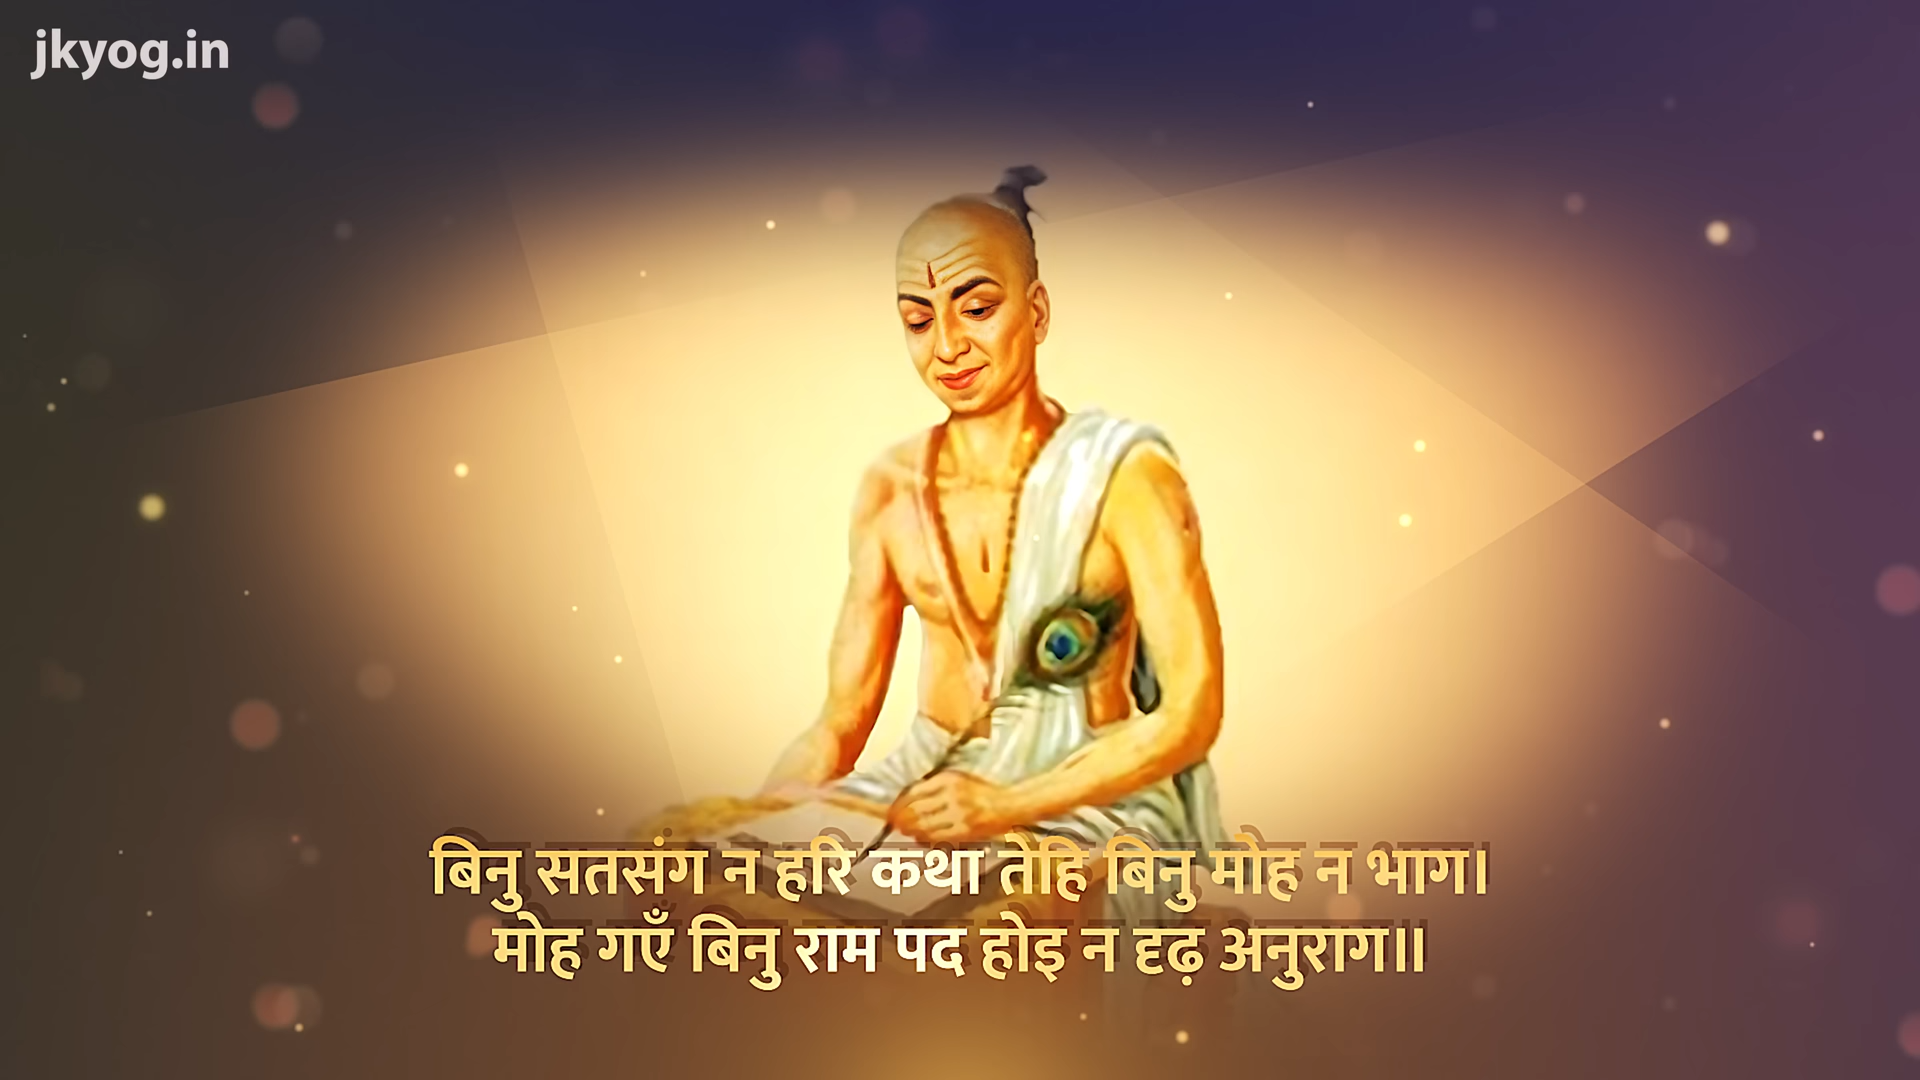 jkyog.in
बिनु सतसंग न हरि कथा तेहि बिनु मोह न भाग।
मोह गएँ बिनु राम पद होइ न दृढ़ अनुराग॥